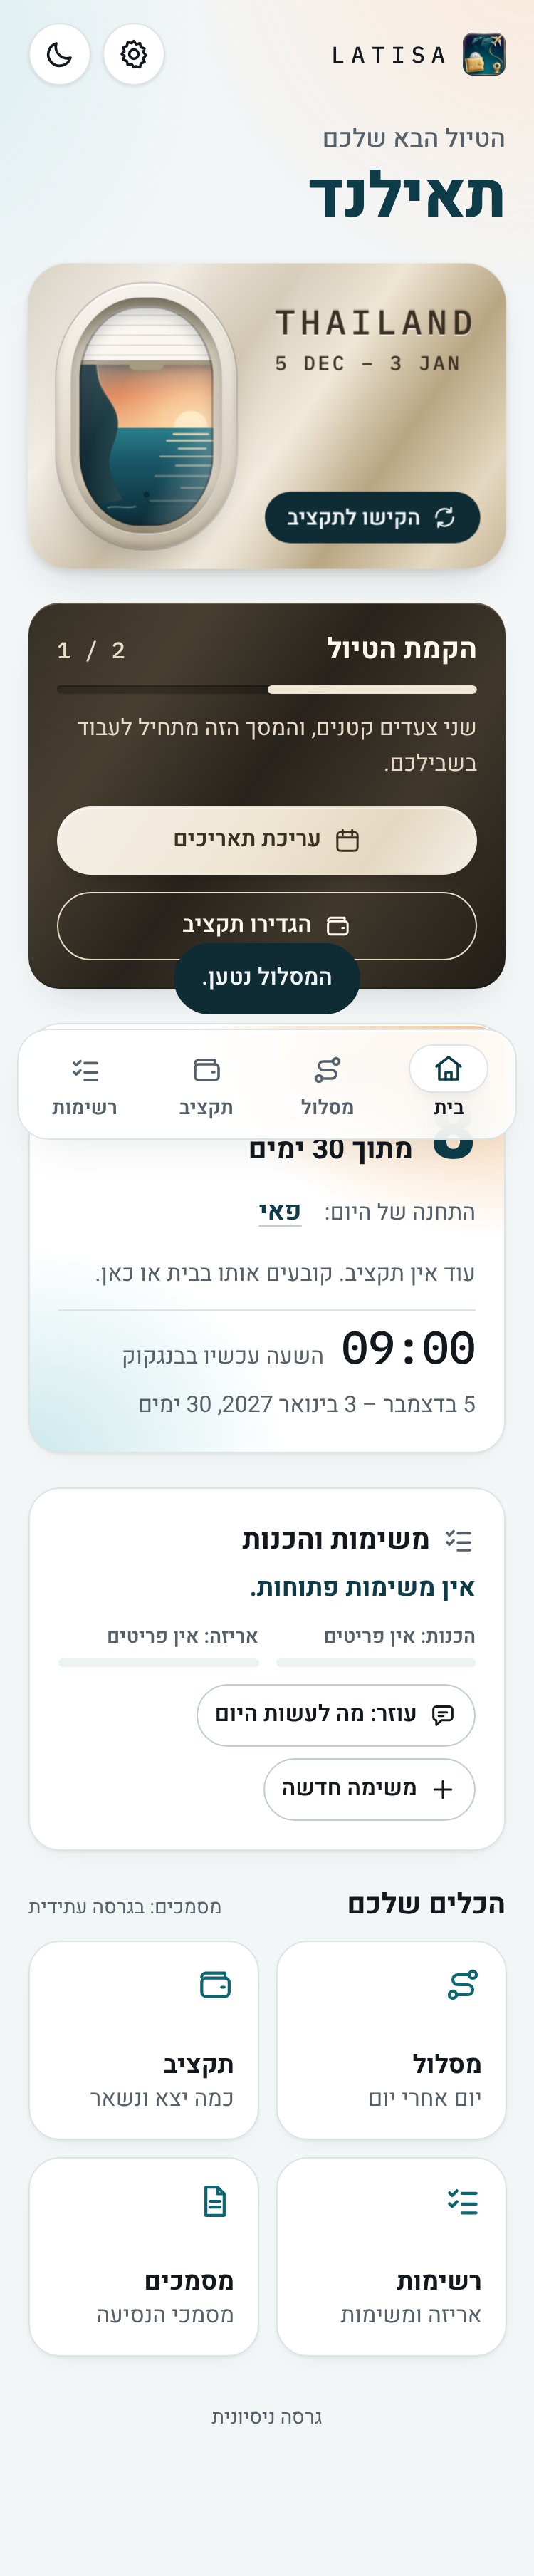 LATISA
הטיול הבא שלכם
תאילנד
THAILAND
5 DEC – 3 JAN
הקישו לתקציב
הקמת הטיול
1 / 2
שני צעדים קטנים, והמסך הזה מתחיל לעבוד
בשבילכם.
עריכת תאריכים
הגדירו תקציב
המסלול נטען.
בית
מסלול
תקציב
רשימות
מתוך 30 ימים
התחנה של היום: פאי
עוד אין תקציב. קובעים אותו בבית או כאן.
09:00 השעה עכשיו בבנגקוק
5 בדצמבר – 3 בינואר 2027, 30 ימים
משימות והכנות
אין משימות פתוחות.
הכנות: אין פריטים
אריזה: אין פריטים
עוזר: מה לעשות היום
משימה חדשה
הכלים שלכם
מסמכים: בגרסה עתידית
מסלול
יום אחרי יום
תקציב
כמה יצא ונשאר
רשימות
אריזה ומשימות
מסמכים
מסמכי הנסיעה
גרסה ניסיונית